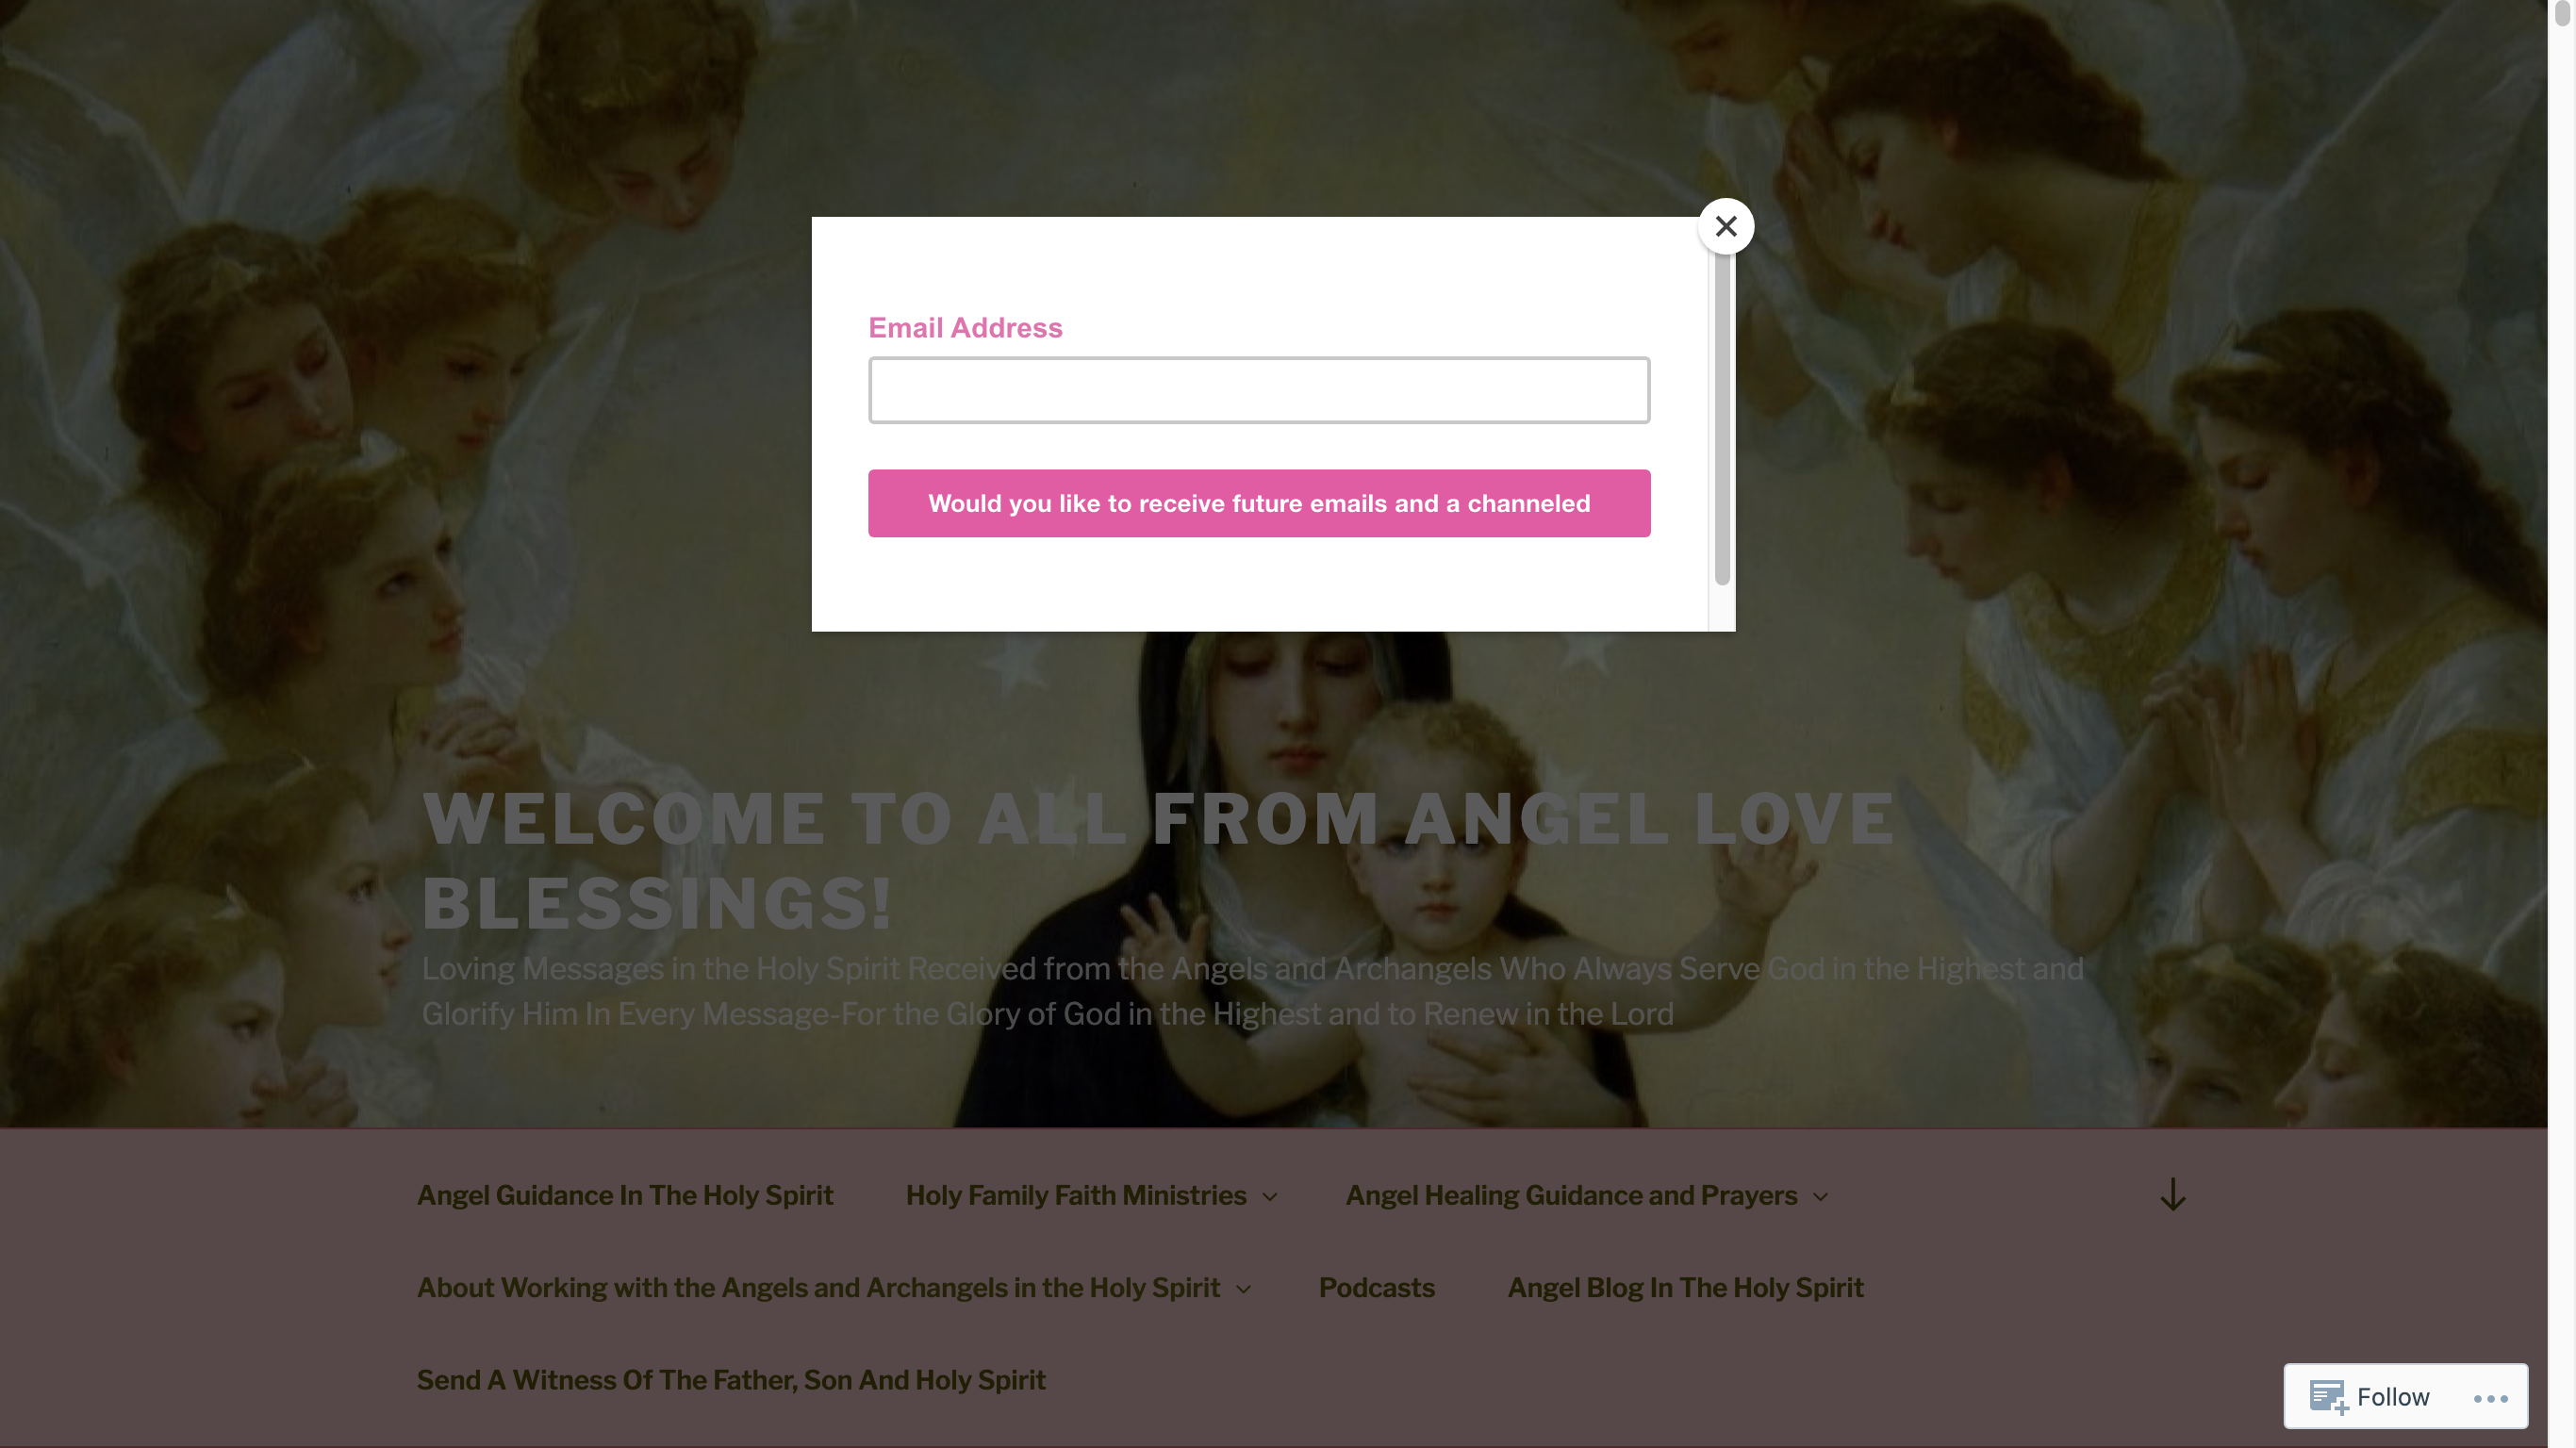 Email Address
Would you like to receive future emails and a channeled
WELCOME TO ALL FROM ANGEL LOVE
BLESSINGS!
Loving Messages in the Holy Spirit Received from the Angels and Archangels Who Always Serve God in the Highest and
Glorify Him In Every Message-For the Glory of God in the Highest and to Renew in the Lord
Angel Guidance In The Holy Spirit
Holy Family Faith Ministries
Angel Healing Guidance and Prayers
About Working with the Angels and Archangels in the Holy Spirit
Podcasts
Angel Blog In The Holy Spirit
Send A Witness Of The Father, Son And Holy Spirit
Follow